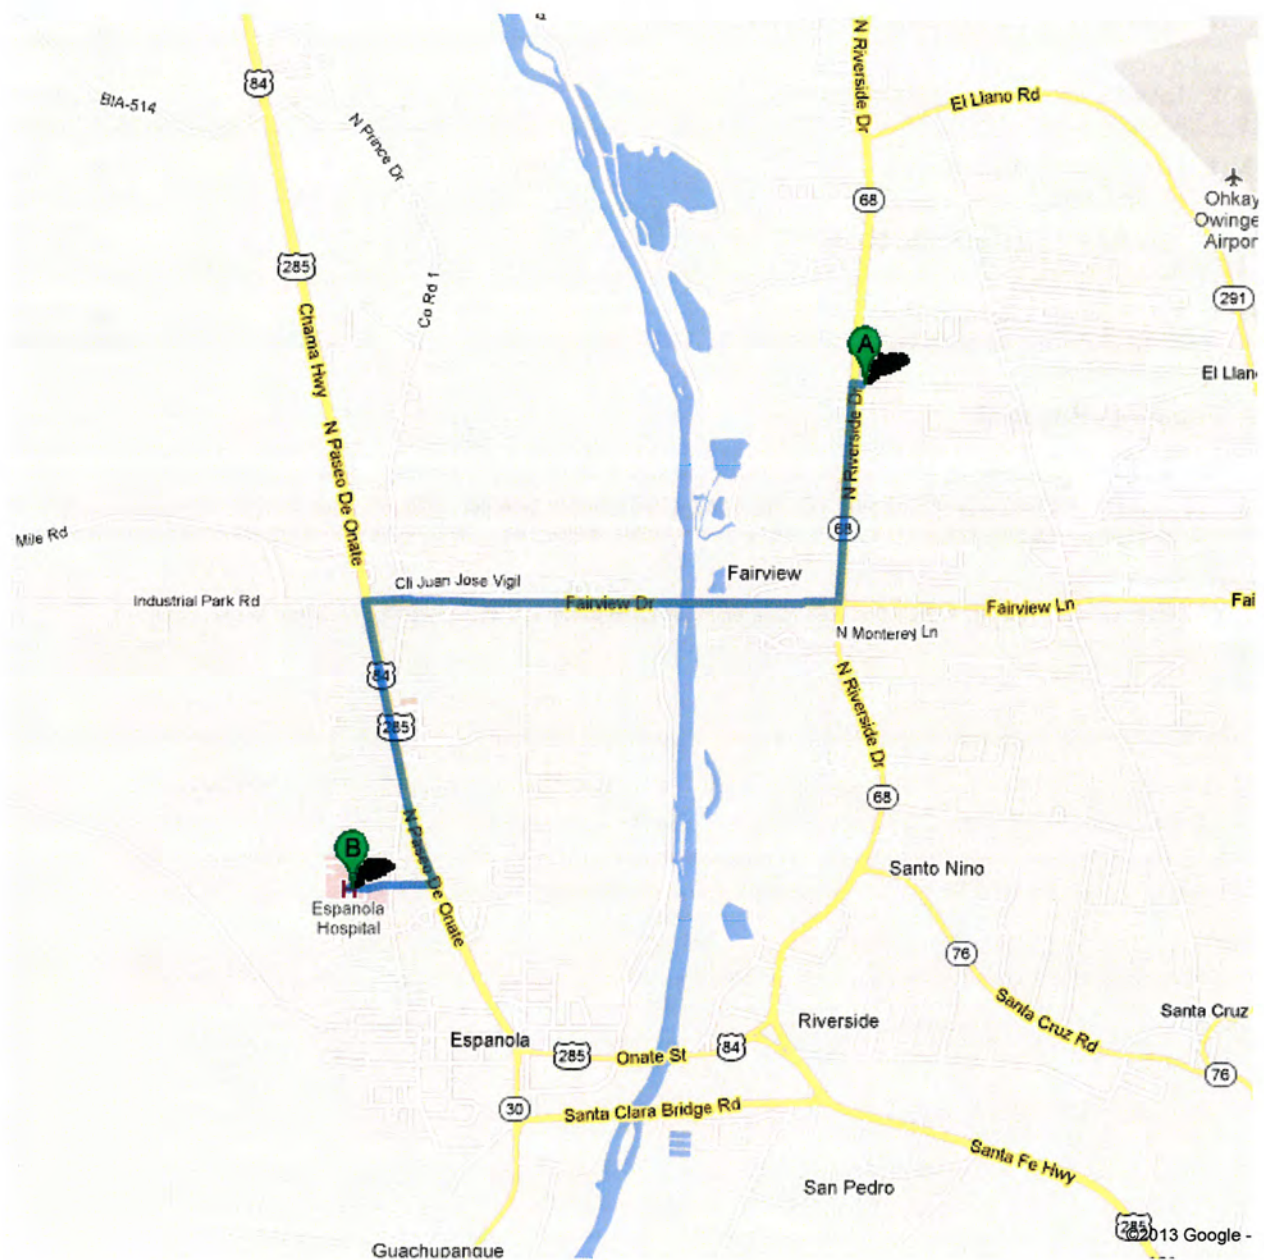 84
BIA-514
N Prince Dr
285
Co Rd 1
Chama Hwy
N Paseo De Onate
N Riverside Dr
El Llano Rd
68
Ohkay
Owinge
Airpor
291
A
El Llan
N Riverside Dr
68
Mile Rd
Industrial Park Rd
Cli Juan Jose Vigil
Fairview Dr
Fairview
Fairview Ln
Fai
N Monterey Ln
N Riverside Dr
84
285
68
N Paseo De Onate
B
H
Espanola
Hospital
Santo Nino
76
Santa Cruz Rd
Santa Cruz
76
Riverside
Espanola
285
Onate St
84
30
Santa Clara Bridge Rd
Santa Fe Hwy
San Pedro
285
©2013 Google -
Guachupangue